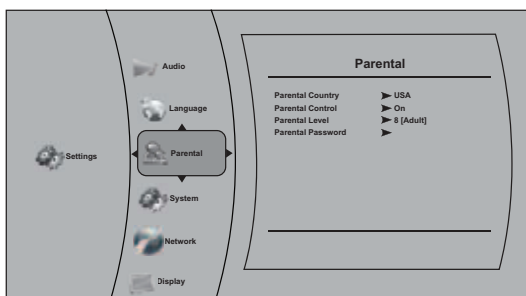 Settings
Audio
Language
Parental
System
Network
Display
Parental
Parental Country ➤ USA
Parental Control ➤ On
Parental Level ➤ 8 [Adult]
Parental Password ➤